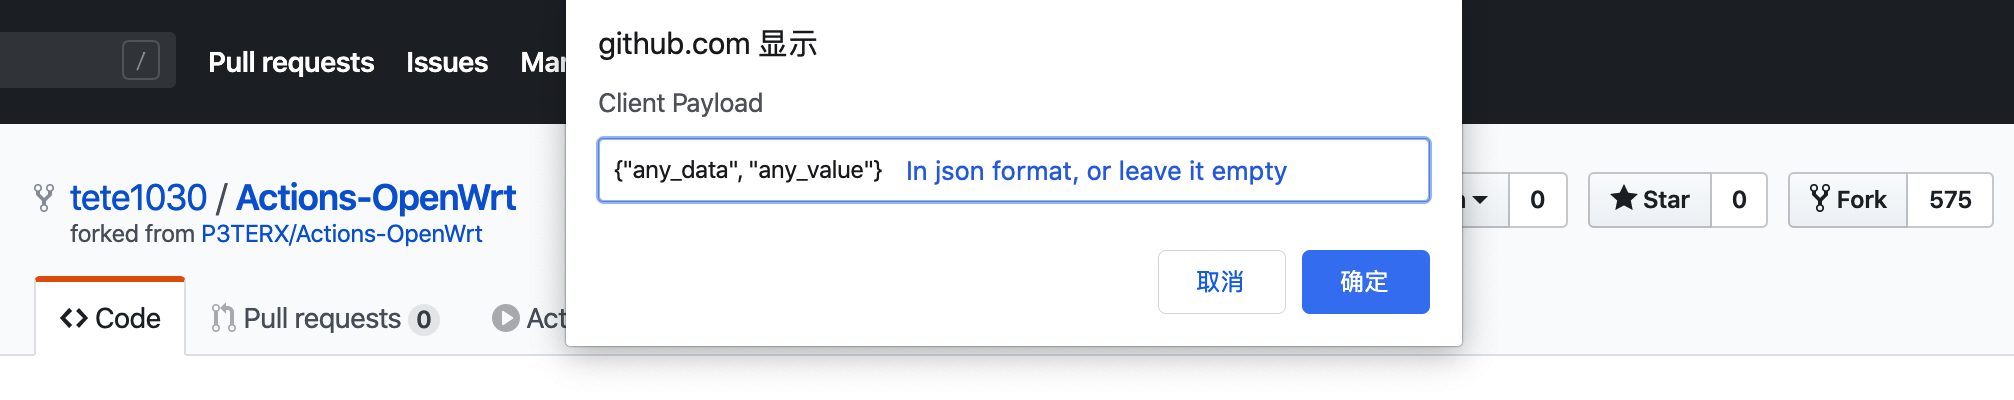 github.com 显示
Client Payload
{"any_data", "any_value"} In json format, or leave it empty
取消 确定
/ Pull requests Issues
tete1030 / Actions-OpenWrt
forked from P3TERX/Actions-OpenWrt
0 Star 0 Fork 575
Code Pull requests 0